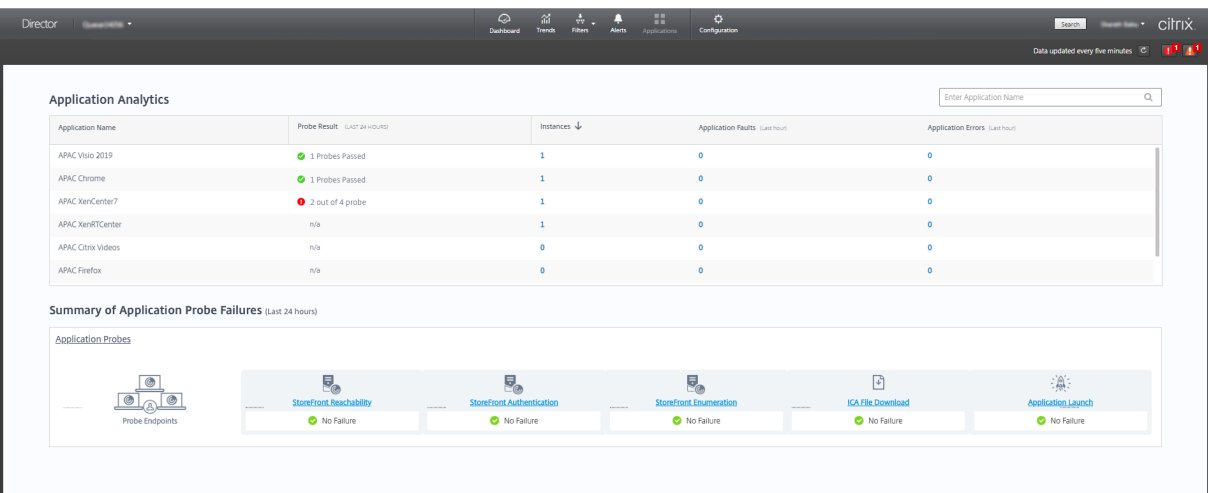 Director
Dashboard Trends Filters Alerts Applications Configuration
Search
citrix
Data updated every five minutes 1 1
Application Analytics
Enter Application Name
Application Name Probe Result (LAST 24 HOURS) Instances Application Faults (Last hour) Application Errors (Last hour)
APAC Visio 2019 1 Probes Passed 1 0 0
APAC Chrome 1 Probes Passed 1 0 0
APAC XenCenter7 2 out of 4 probe 1 0 0
APAC XenRTCenter n/a 1 0 0
APAC Citrix Videos n/a 0 0 0
APAC Firefox n/a 0 0 0
Summary of Application Probe Failures (Last 24 hours)
Application Probes
StoreFront Reachability StoreFront Authentication StoreFront Enumeration ICA File Download Application Launch
Probe Endpoints No Failure No Failure No Failure No Failure No Failure